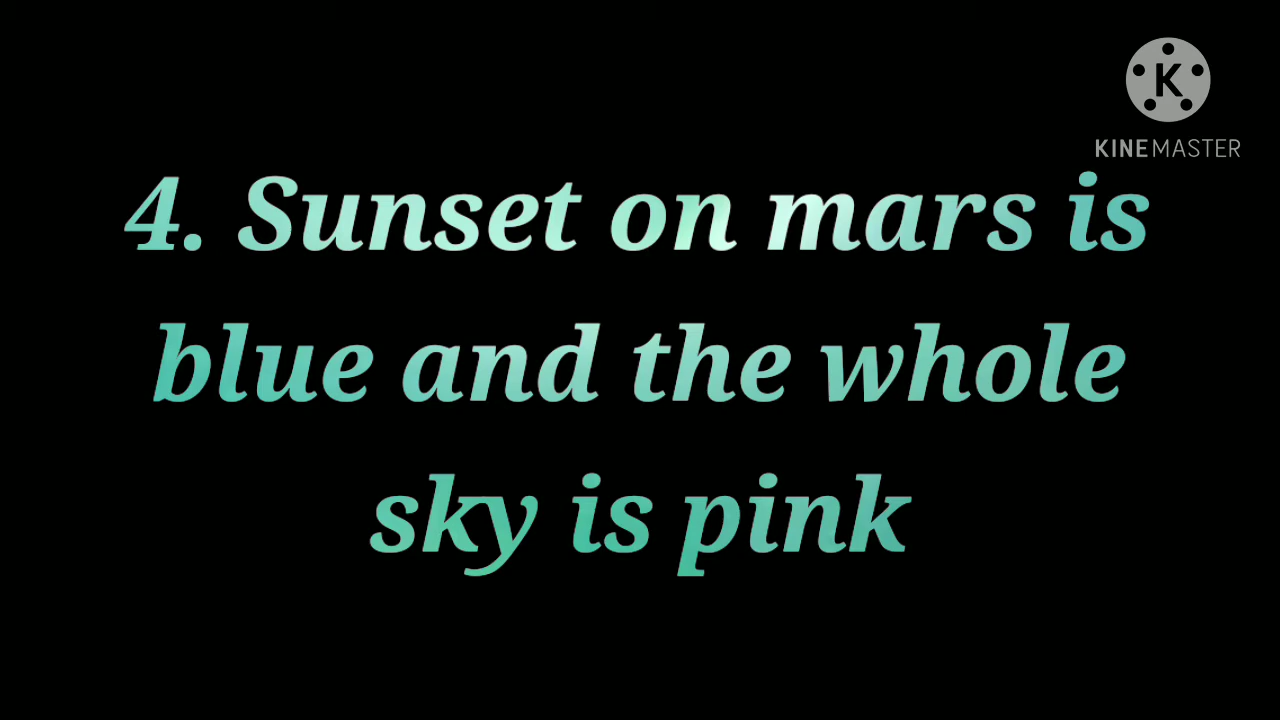 KINEMASTER
4. Sunset on mars is
blue and the whole
sky is pink